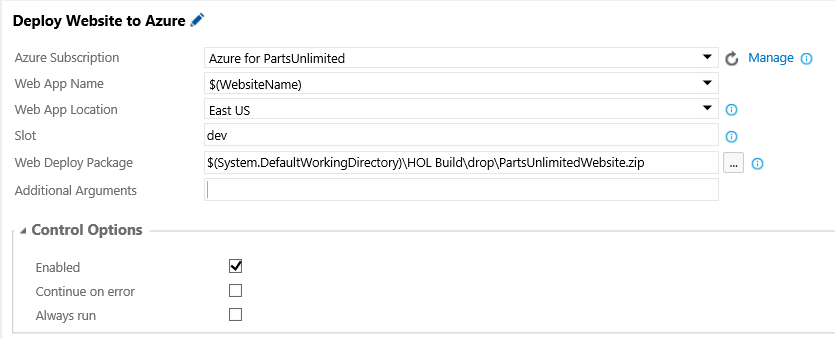 Deploy Website to Azure
Azure Subscription Azure for PartsUnlimited Manage
Web App Name $(WebsiteName)
Web App Location East US
Slot dev
Web Deploy Package $(System.DefaultWorkingDirectory)\HOL Build\drop\PartsUnlimitedWebsite.zip ...
Additional Arguments
Control Options
Enabled
Continue on error
Always run